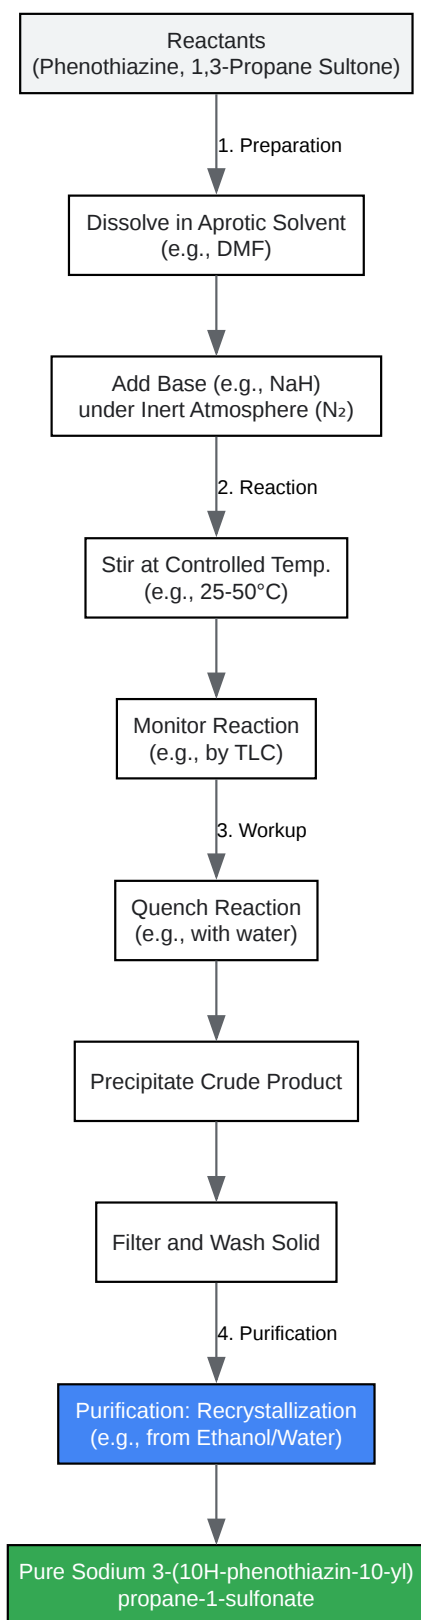 Reactants
(Phenothiazine, 1,3-Propane Sultone)
1. Preparation
Dissolve in Aprotic Solvent
(e.g., DMF)
Add Base (e.g., NaH)
under Inert Atmosphere (N₂)
2. Reaction
Stir at Controlled Temp.
(e.g., 25-50°C)
Monitor Reaction
(e.g., by TLC)
3. Workup
Quench Reaction
(e.g., with water)
Precipitate Crude Product
Filter and Wash Solid
4. Purification
Purification: Recrystallization
(e.g., from Ethanol/Water)
Pure Sodium 3-(10H-phenothiazin-10-yl)
propane-1-sulfonate